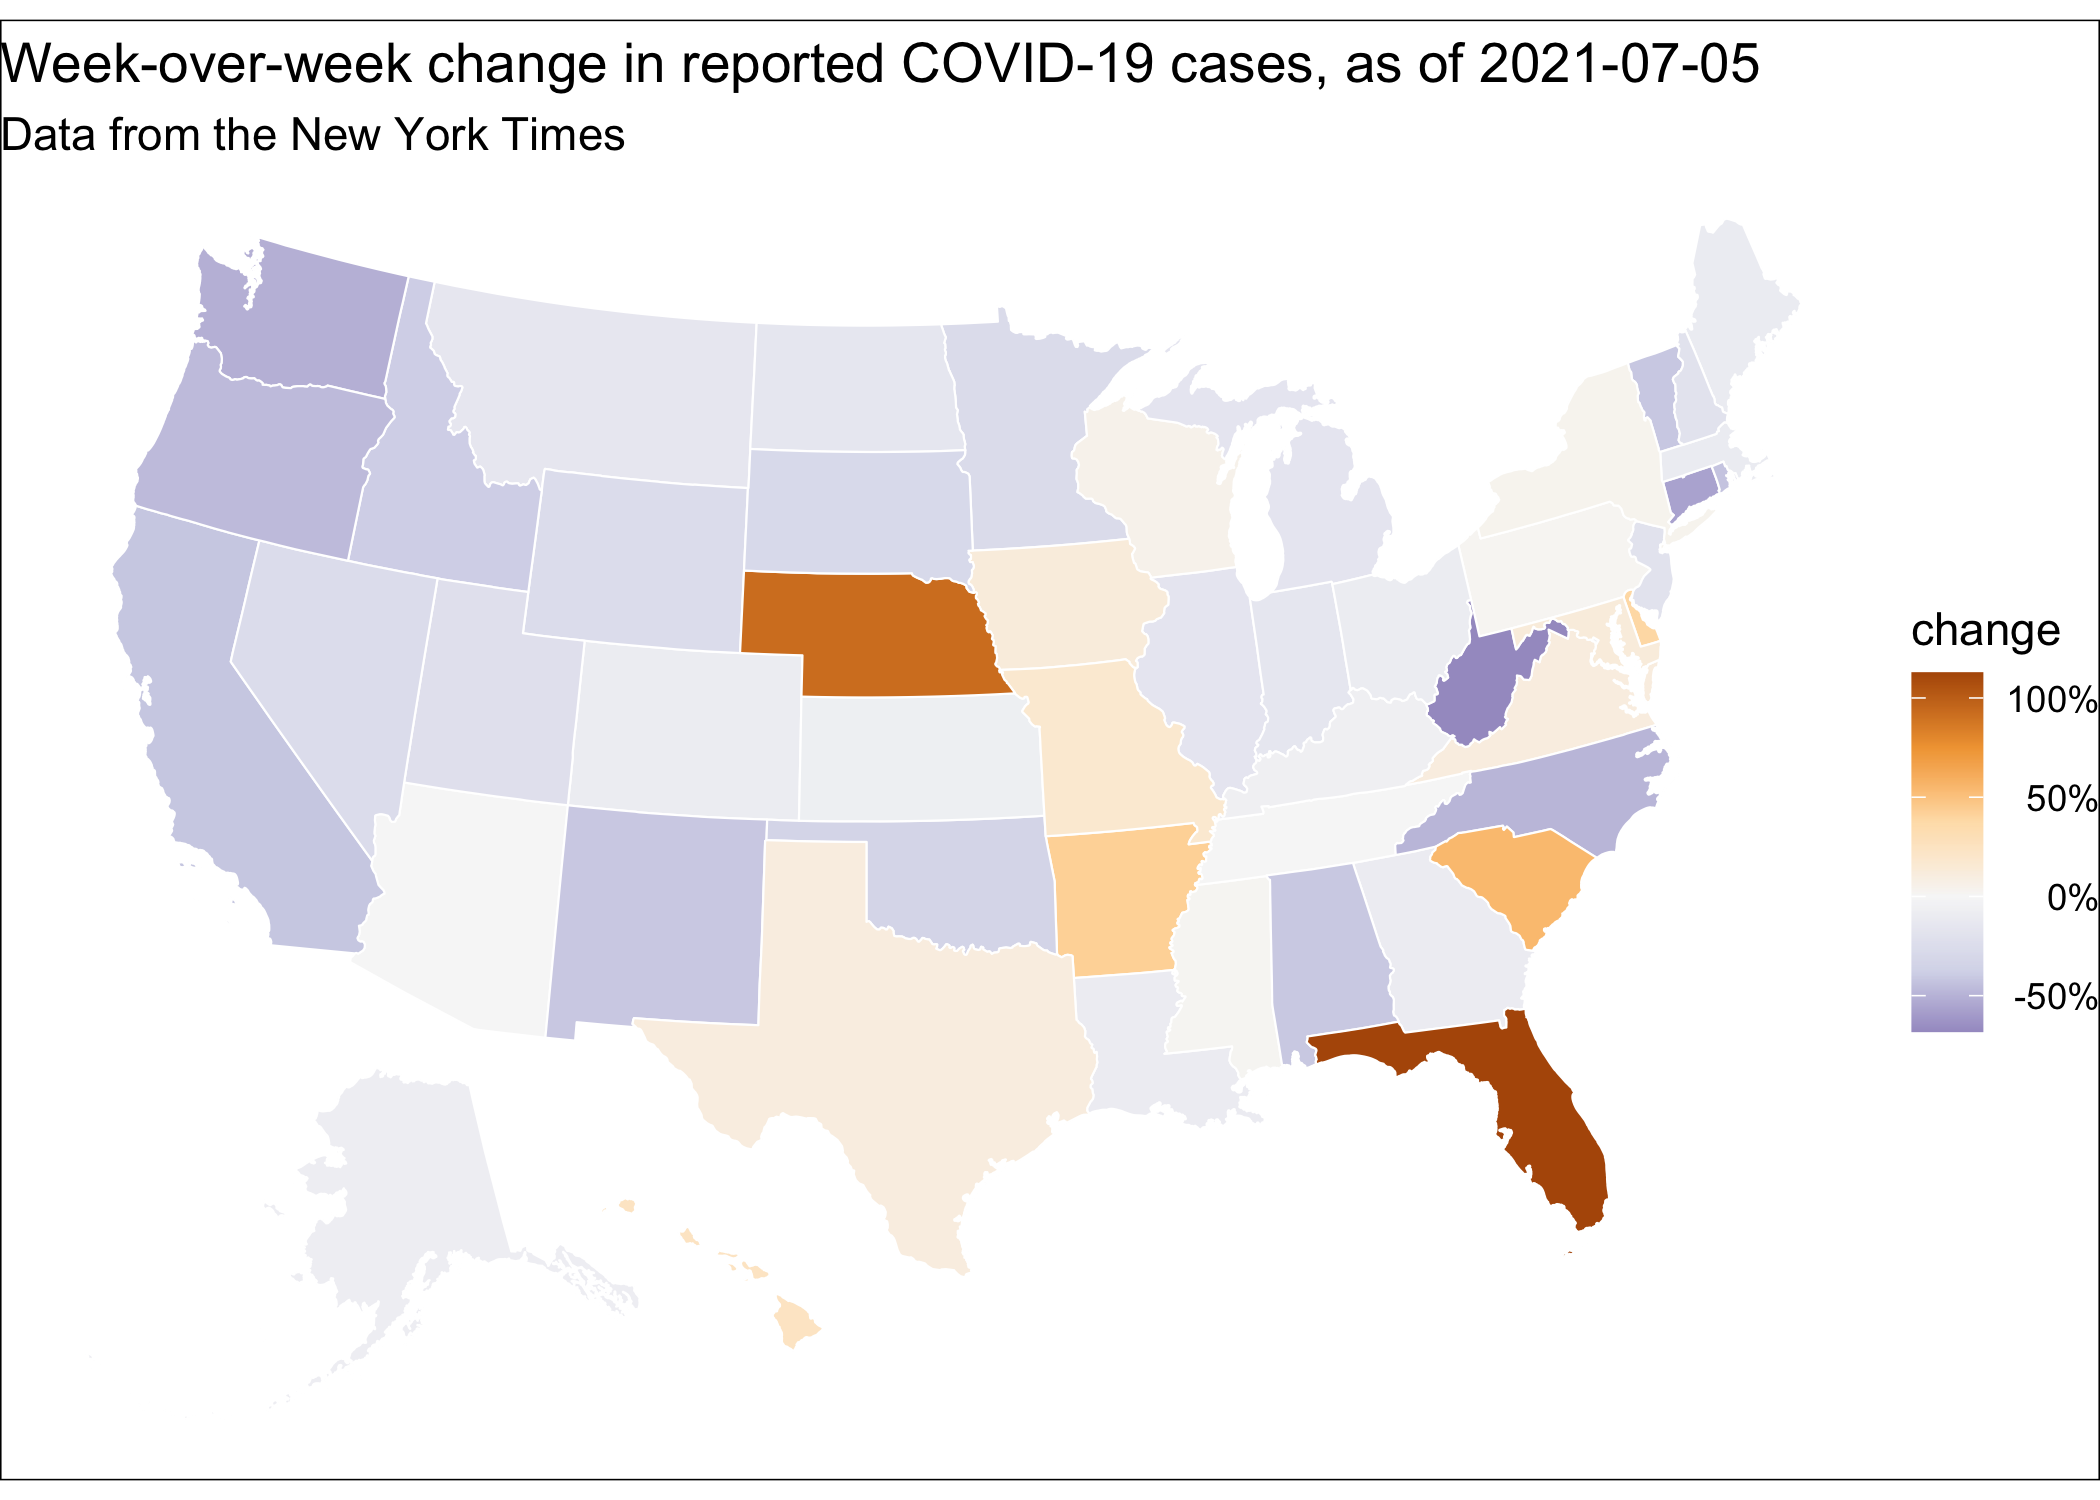 Week-over-week change in reported COVID-19 cases, as of 2021-07-05
Data from the New York Times
change
100%
50%
0%
-50%